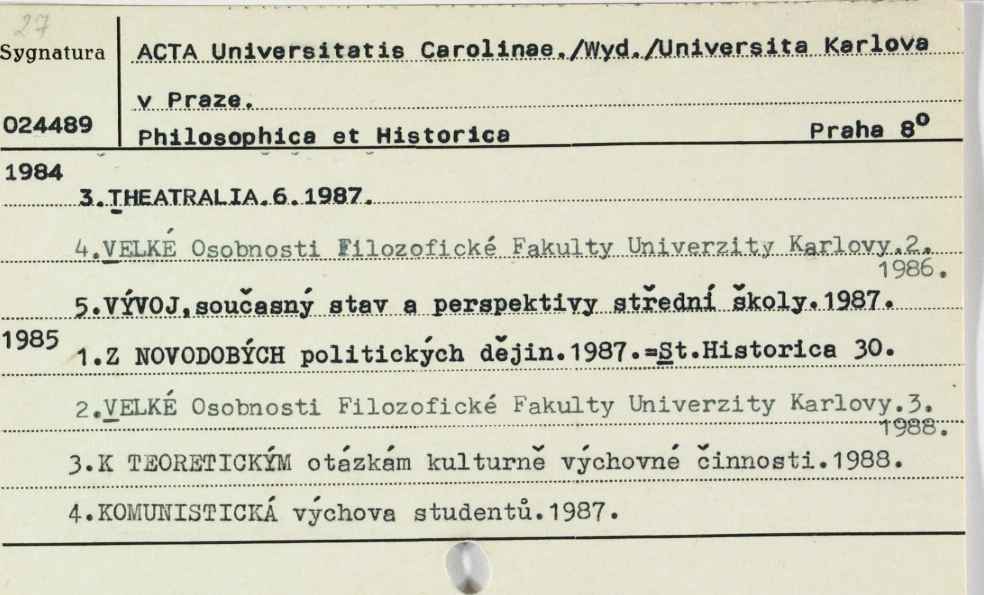 27
Sygnatura
ACTA Universitatis Carolinae./Wyd./Universita Karlova
v Praze.
024489
Philosophica et Historica Praha 8°
1984
3.THEATRALIA.6.1987.
4.VELKÉ Osobnosti Filozofické Fakulty Univerzity Karlovy.2.
1986.
5.VÝVOJ,současný stav a perspektivy střední školy.1987.
1985
1.Z NOVODOBÝCH politických dějin.1987.=St.Historica 30.
2.VELKÉ Osobnosti Filozofické Fakulty Univerzity Karlovy.3.
1988.
3.K TEORETICKÝM otázkám kulturně výchovné činnosti.1988.
4.KOMUNISTICKÁ výchova studentů.1987.